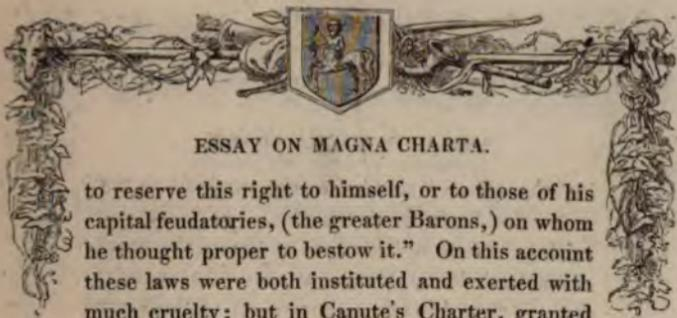 ESSAY ON MAGNA CHARTA.
to reserve this right to himself, or to those of his
capital feudatories, (the greater Barons,) on whom
he thought proper to bestow it.” On this account
these laws were both instituted and exerted with
much cruelty; but in Canute's Charter, granted